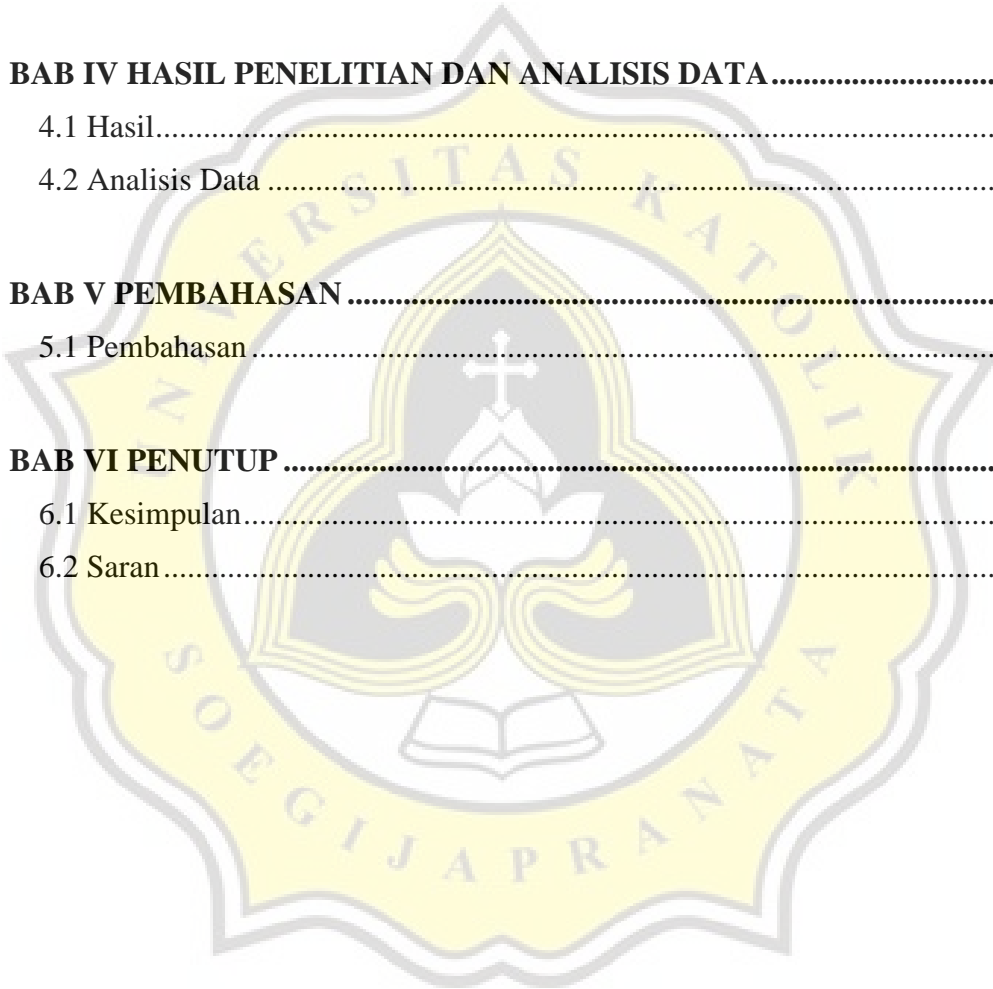 BAB IV HASIL PENELITIAN DAN ANALISIS DATA..............................
4.1 Hasil..........................................................................................................
4.2 Analisis Data ............................................................................................
BAB V PEMBAHASAN .................................................................................
5.1 Pembahasan ..............................................................................................
BAB VI PENUTUP .........................................................................................
6.1 Kesimpulan................................................................................................
6.2 Saran .........................................................................................................
UNIVERSITAS KATOLIK
SOEGIJAPRANATA